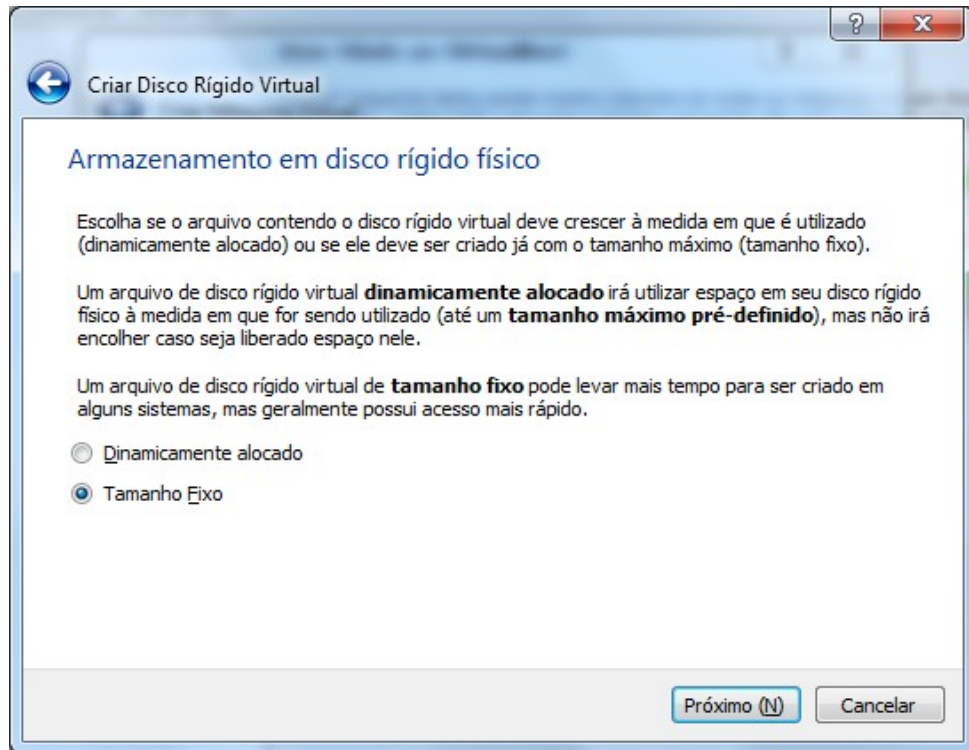 ?
X
Criar Disco Rígido Virtual
Armazenamento em disco rígido físico
Escolha se o arquivo contendo o disco rígido virtual deve crescer à medida em que é utilizado
(dinamicamente alocado) ou se ele deve ser criado já com o tamanho máximo (tamanho fixo).
Um arquivo de disco rígido virtual dinamicamente alocado irá utilizar espaço em seu disco rígido
físico à medida em que for sendo utilizado (até um tamanho máximo pré-definido), mas não irá
encolher caso seja liberado espaço nele.
Um arquivo de disco rígido virtual de tamanho fixo pode levar mais tempo para ser criado em
alguns sistemas, mas geralmente possui acesso mais rápido.
Dinamicamente alocado
Tamanho Fixo
Próximo (N)
Cancelar